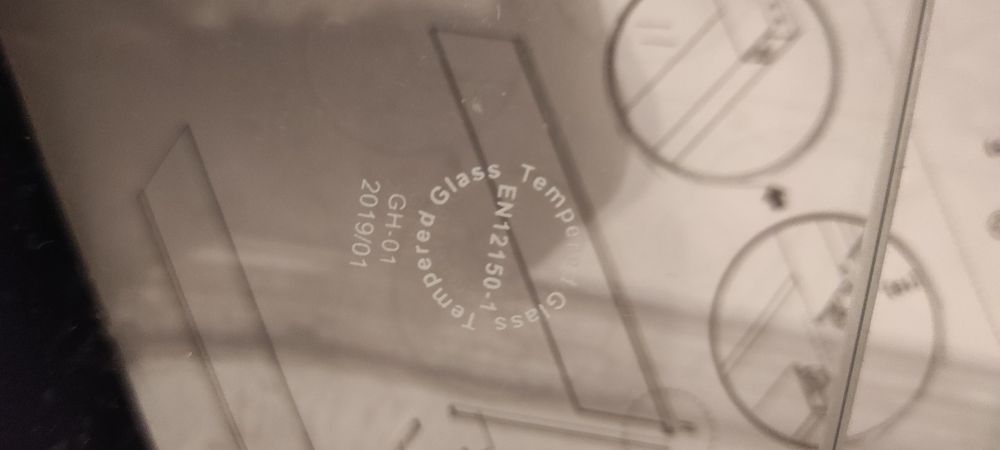 Tempered Glass
EN12150-1
Tempered Glass
GH-01
2019/01